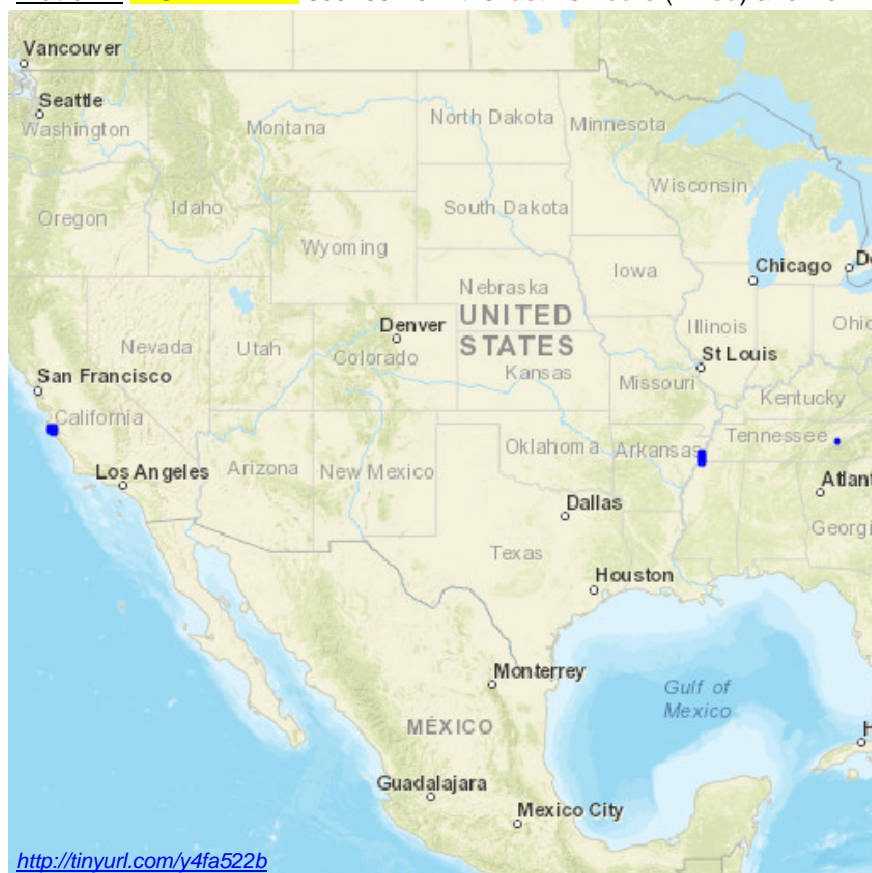 Vancouver
Seattle
Washington
Montana
North Dakota
Minnesota
Wisconsin
Oregon
Idaho
South Dakota
Wyoming
Iowa
Chicago
Nebraska
UNITED
STATES
Illinois
Ohio
Nevada
Utah
Denver
Colorado
Kansas
St Louis
Missouri
Kentucky
San Francisco
California
Los Angeles
Arizona
New Mexico
Oklahoma
Arkansas
Tennessee
Dallas
Texas
Houston
Monterrey
Gulf of
Mexico
MÉXICO
Guadalajara
Mexico City
http://tinyurl.com/y4fa522b